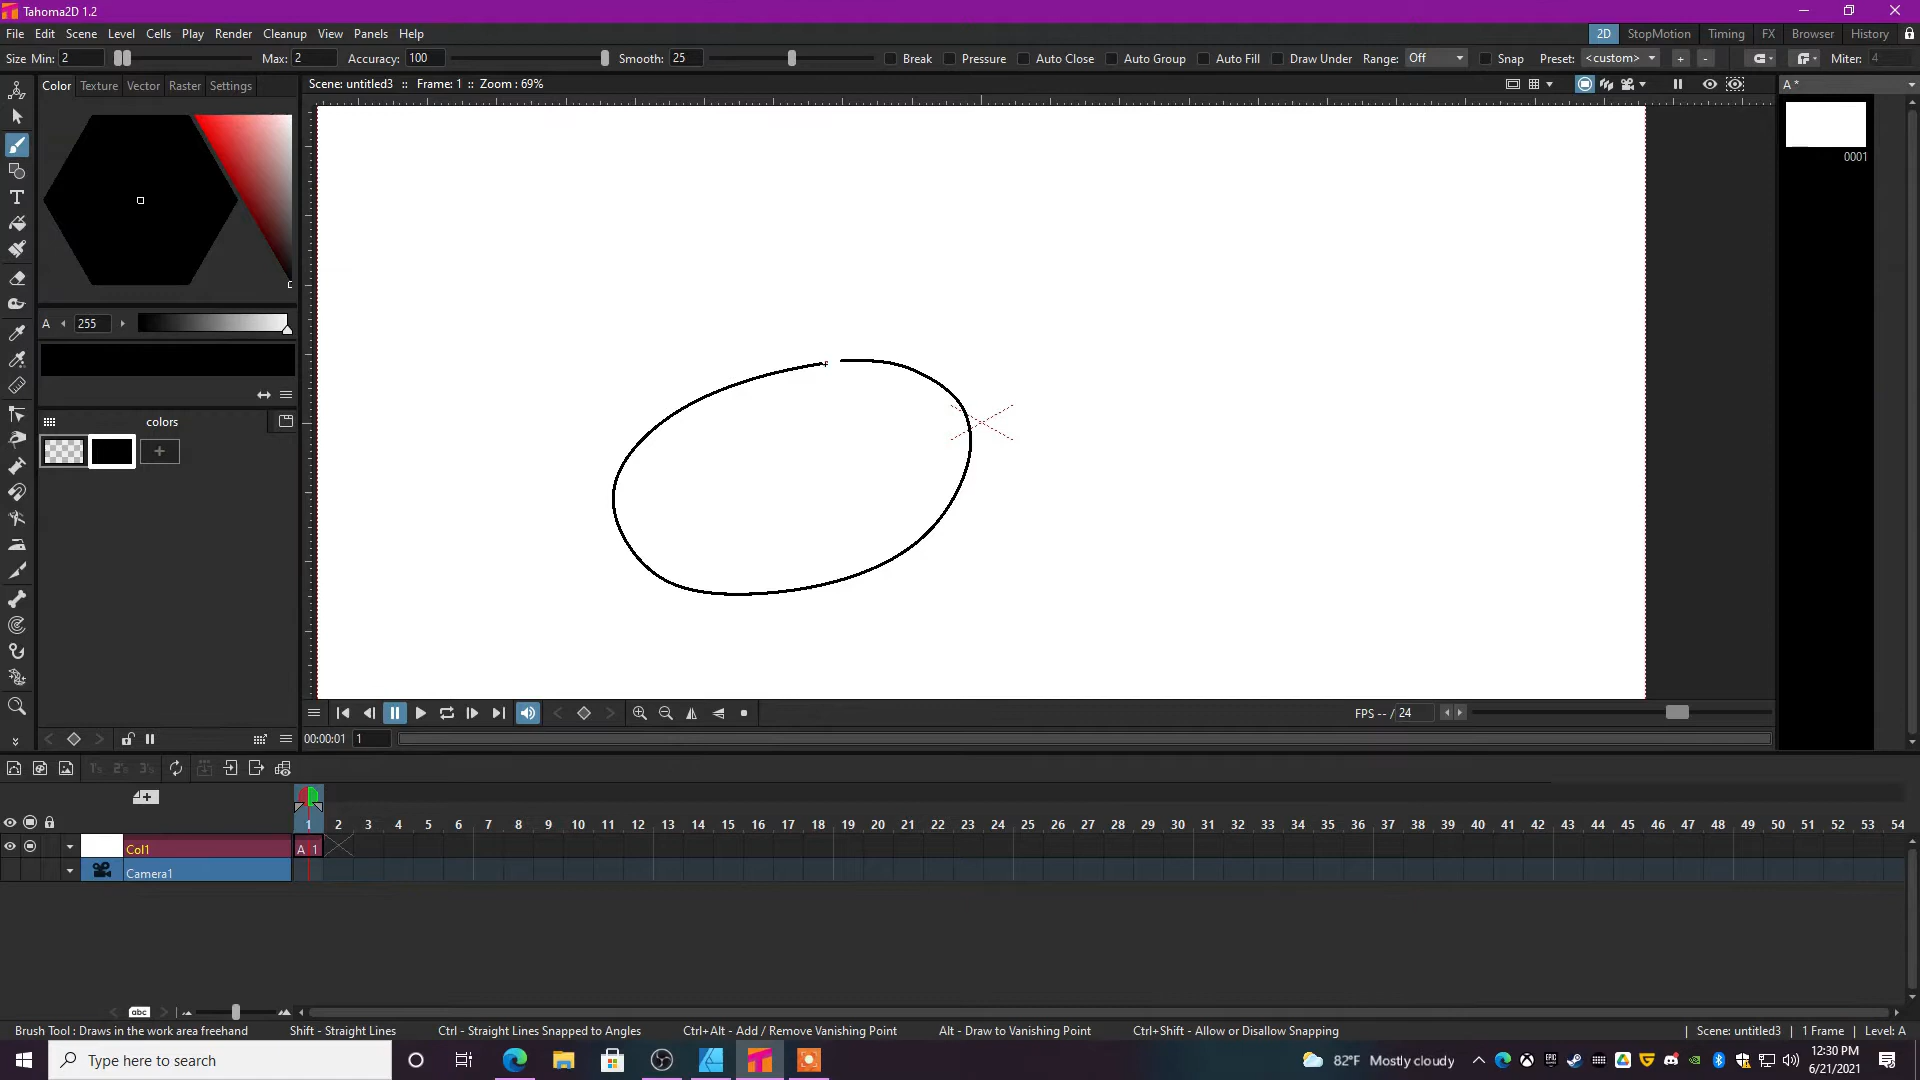 Tahoma2D 1.2
File Edit Scene Level Cells Play Render Cleanup View Panels Help
2D StopMotion Timing FX Browser History
Size Min: 2 Max: 2 Accuracy: 100 Smooth: 25 Break Pressure Auto Close Auto Group Auto Fill Draw Under Range: Off Snap Preset: <custom> + - Miter: 4
Color Texture Vector Raster Settings
Scene: untitled3 :: Frame: 1 :: Zoom : 69%
A *
0001
A 255
colors
+
FPS -- / 24
00:00:01 1
1's 2's 3's
1 2 3 4 5 6 7 8 9 10 11 12 13 14 15 16 17 18 19 20 21 22 23 24 25 26 27 28 29 30 31 32 33 34 35 36 37 38 39 40 41 42 43 44 45 46 47 48 49 50 51 52 53 54
Col1 A 1
Camera1
abc
Brush Tool : Draws in the work area freehand Shift - Straight Lines Ctrl - Straight Lines Snapped to Angles Ctrl+Alt - Add / Remove Vanishing Point Alt - Draw to Vanishing Point Ctrl+Shift - Allow or Disallow Snapping | Scene: untitled3 | 1 Frame | Level: A
Type here to search
82°F Mostly cloudy
12:30 PM
6/21/2021